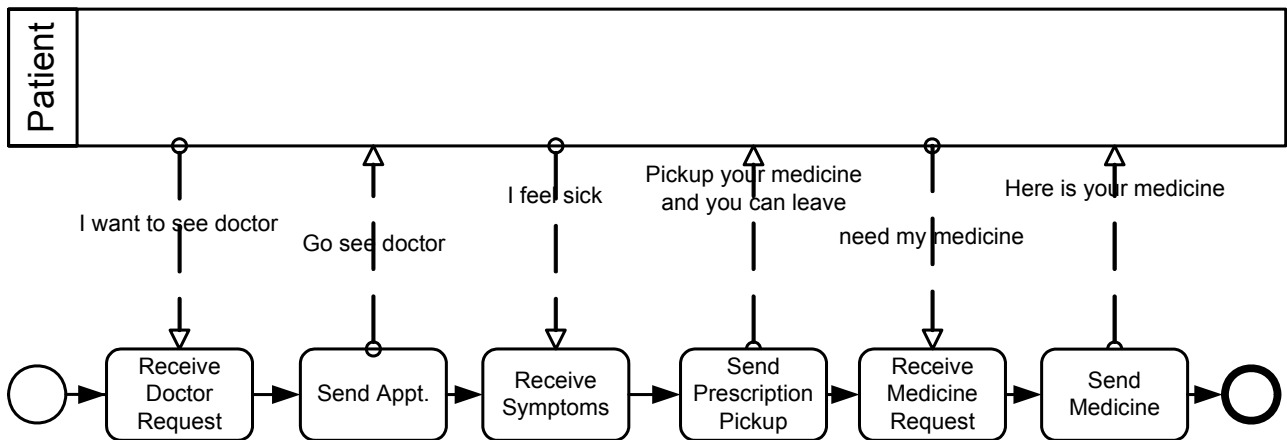 Patient
I want to see doctor
Go see doctor
I feel sick
Pickup your medicine
and you can leave
need my medicine
Here is your medicine
Receive
Doctor
Request
Send Appt.
Receive
Symptoms
Send
Prescription
Pickup
Receive
Medicine
Request
Send
Medicine